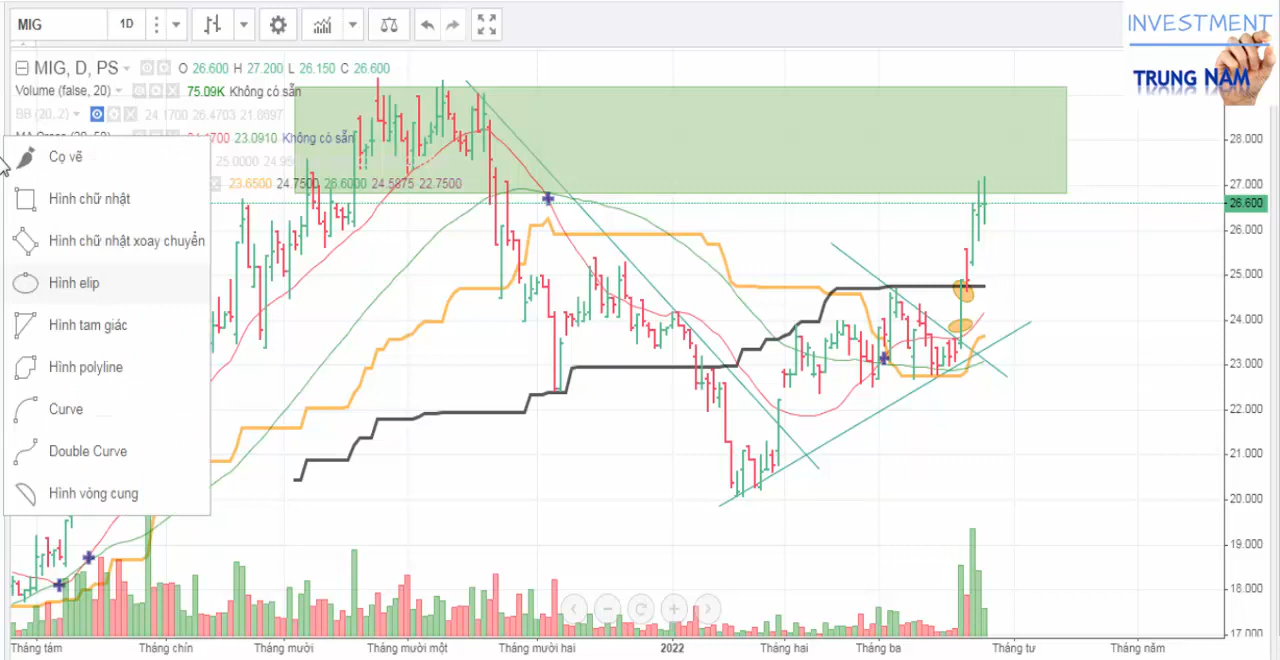 MIG 1D
INVESTMENT
TRUNG NAM
MIG, D, PS O 26.600 H 27.200 L 26.150 C 26.600
Volume (false, 20) 75.09K Không có sẵn
BB (20, 2) 24.1700 26.4703 21.8697
23.0910 Không có sẵn
25.0000 24.95
23.6500 24.7500 26.6000 24.5875 22.7500
Cọ vẽ
Hình chữ nhật
Hình chữ nhật xoay chuyển
Hình elip
Hình tam giác
Hình polyline
Curve
Double Curve
Hình vòng cung
28.000
27.000
26.600
26.000
25.000
24.000
23.000
22.000
21.000
20.000
19.000
18.000
17.000
Tháng tám Tháng chín Tháng mười Tháng mười một Tháng mười hai 2022 Tháng hai Tháng ba Tháng tư Tháng năm